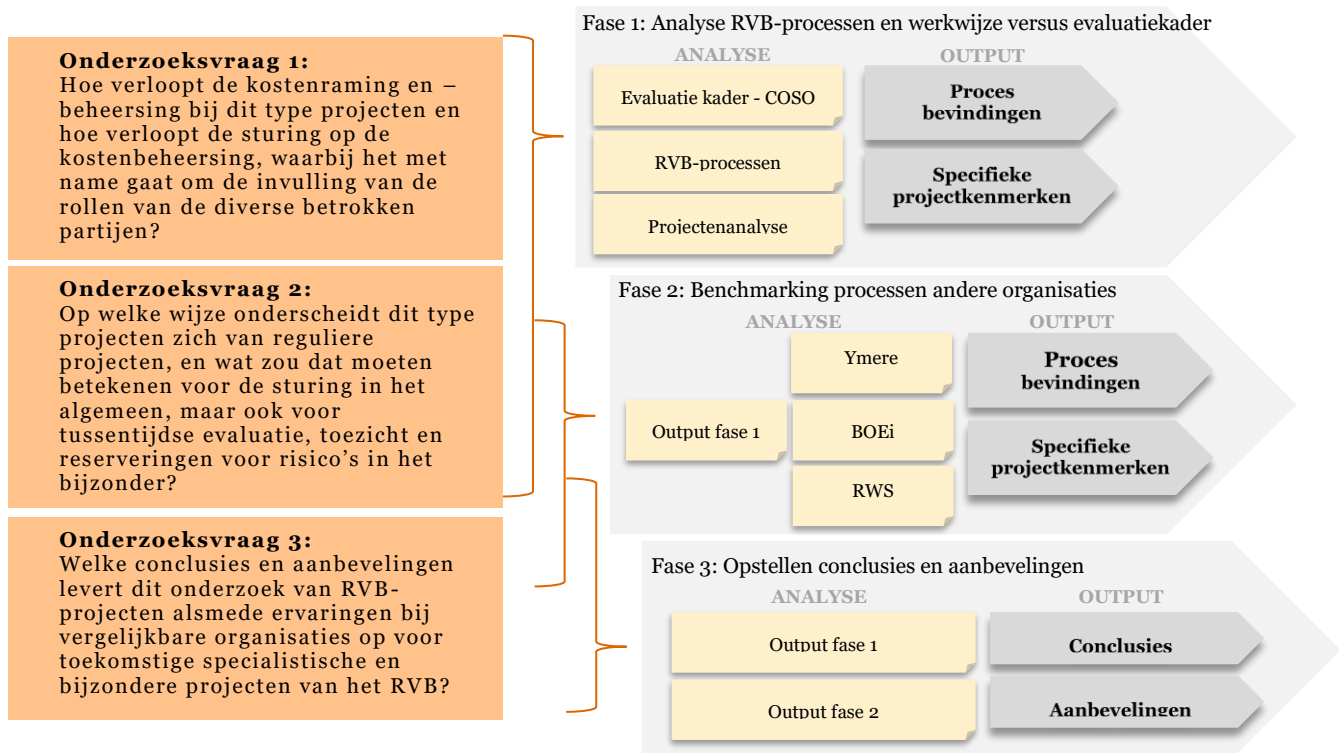 Onderzoeksvraag 1:
Hoe verloopt de kostenraming en –
beheersing bij dit type projecten en
hoe verloopt de sturing op de
kostenbeheersing, waarbij het met
name gaat om de invulling van de
rollen van de diverse betrokken
partijen?
Onderzoeksvraag 2:
Op welke wijze onderscheidt dit type
projecten zich van reguliere
projecten, en wat zou dat moeten
betekenen voor de sturing in het
algemeen, maar ook voor
tussentijdse evaluatie, toezicht en
reserveringen voor risico's in het
bijzonder?
Onderzoeksvraag 3:
Welke conclusies en aanbevelingen
levert dit onderzoek van RVB-
projecten alsmede ervaringen bij
vergelijkbare organisaties op voor
toekomstige specialistische en
bijzondere projecten van het RVB?
Fase 1: Analyse RVB-processen en werkwijze versus evaluatiekader
ANALYSE
OUTPUT
Evaluatie kader - COSO
RVB-processen
Projectenanalyse
Proces
bevindingen
Specifieke
projectkenmerken
Fase 2: Benchmarking processen andere organisaties
ANALYSE
OUTPUT
Output fase 1
Ymere
BOEi
RWS
Proces
bevindingen
Specifieke
projectkenmerken
Fase 3: Opstellen conclusies en aanbevelingen
ANALYSE
OUTPUT
Output fase 1
Output fase 2
Conclusies
Aanbevelingen